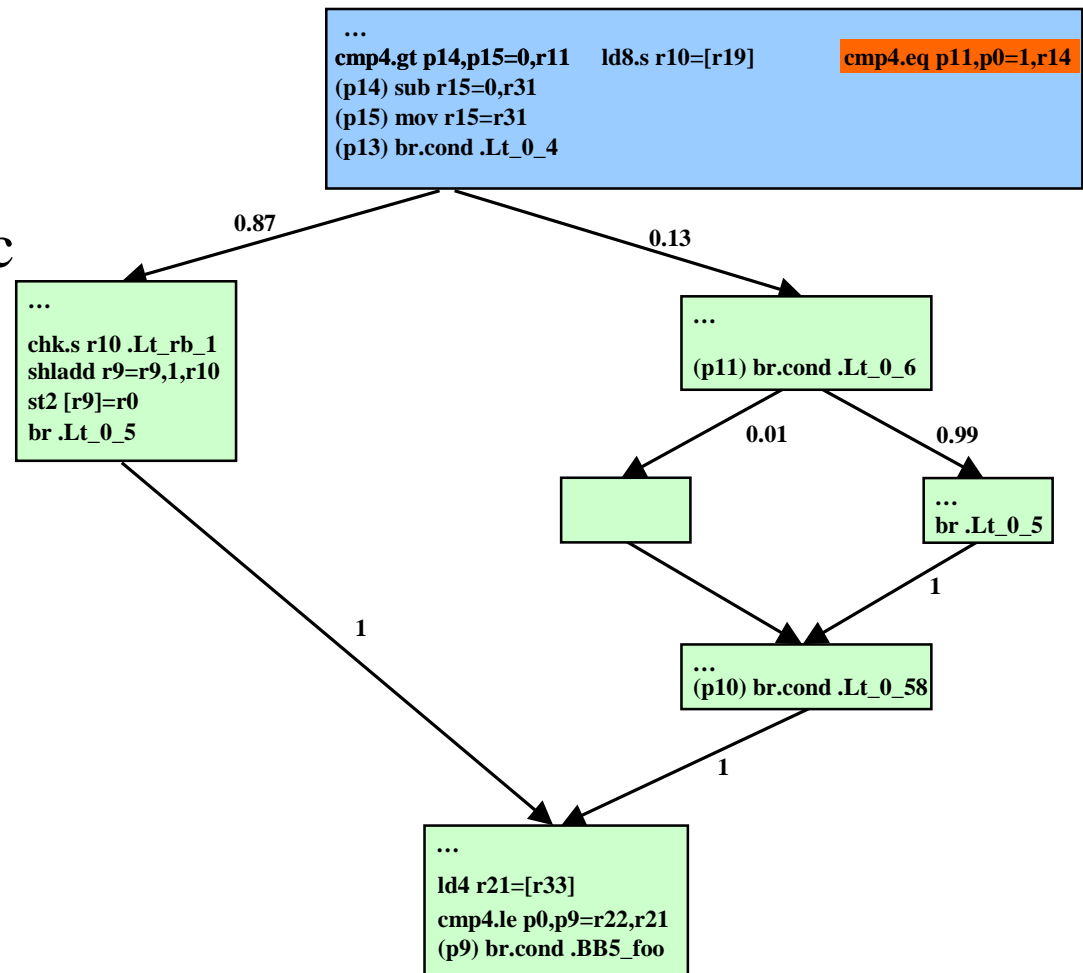 …
cmp4.gt p14,p15=0,r11 ld8.s r10=[r19] cmp4.eq p11,p0=1,r14
(p14) sub r15=0,r31
(p15) mov r15=r31
(p13) br.cond .Lt_0_4
0.87
0.13
c
…
chk.s r10 .Lt_rb_1
shladd r9=r9,1,r10
st2 [r9]=r0
br .Lt_0_5
…
(p11) br.cond .Lt_0_6
0.01
0.99
…
br .Lt_0_5
1
1
…
(p10) br.cond .Lt_0_58
1
…
ld4 r21=[r33]
cmp4.le p0,p9=r22,r21
(p9) br.cond .BB5_foo